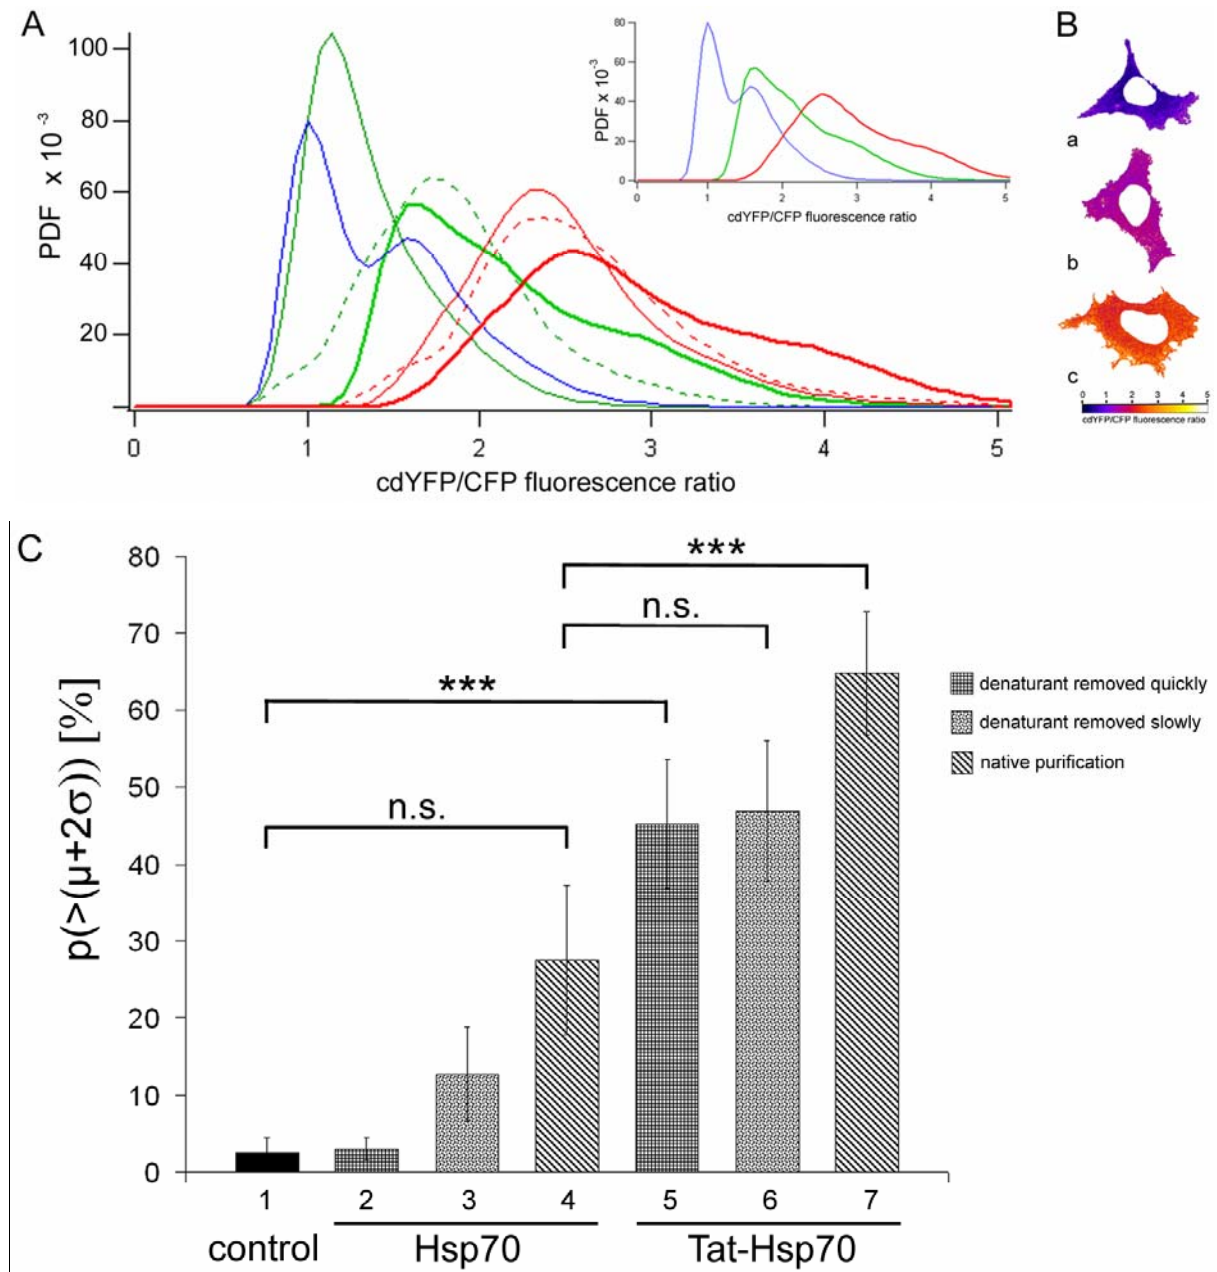 A
PDF x 10 -3
100
80
60
40
20
0 1 2 3 4 5
cdYFP/CFP fluorescence ratio
PDF x 10 -3
80
60
40
20
0
0 1 2 3 4 5
cdYFP/CFP fluorescence ratio
B
a
b
c
0 1 2 3 4 5
cdYFP/CFP fluorescence ratio
C
p(>(μ+2σ)) [%]
80
70
60
50
40
30
20
10
0
***
n.s.
***
n.s.
denaturant removed quickly
denaturant removed slowly
native purification
1 2 3 4 5 6 7
control Hsp70 Tat-Hsp70